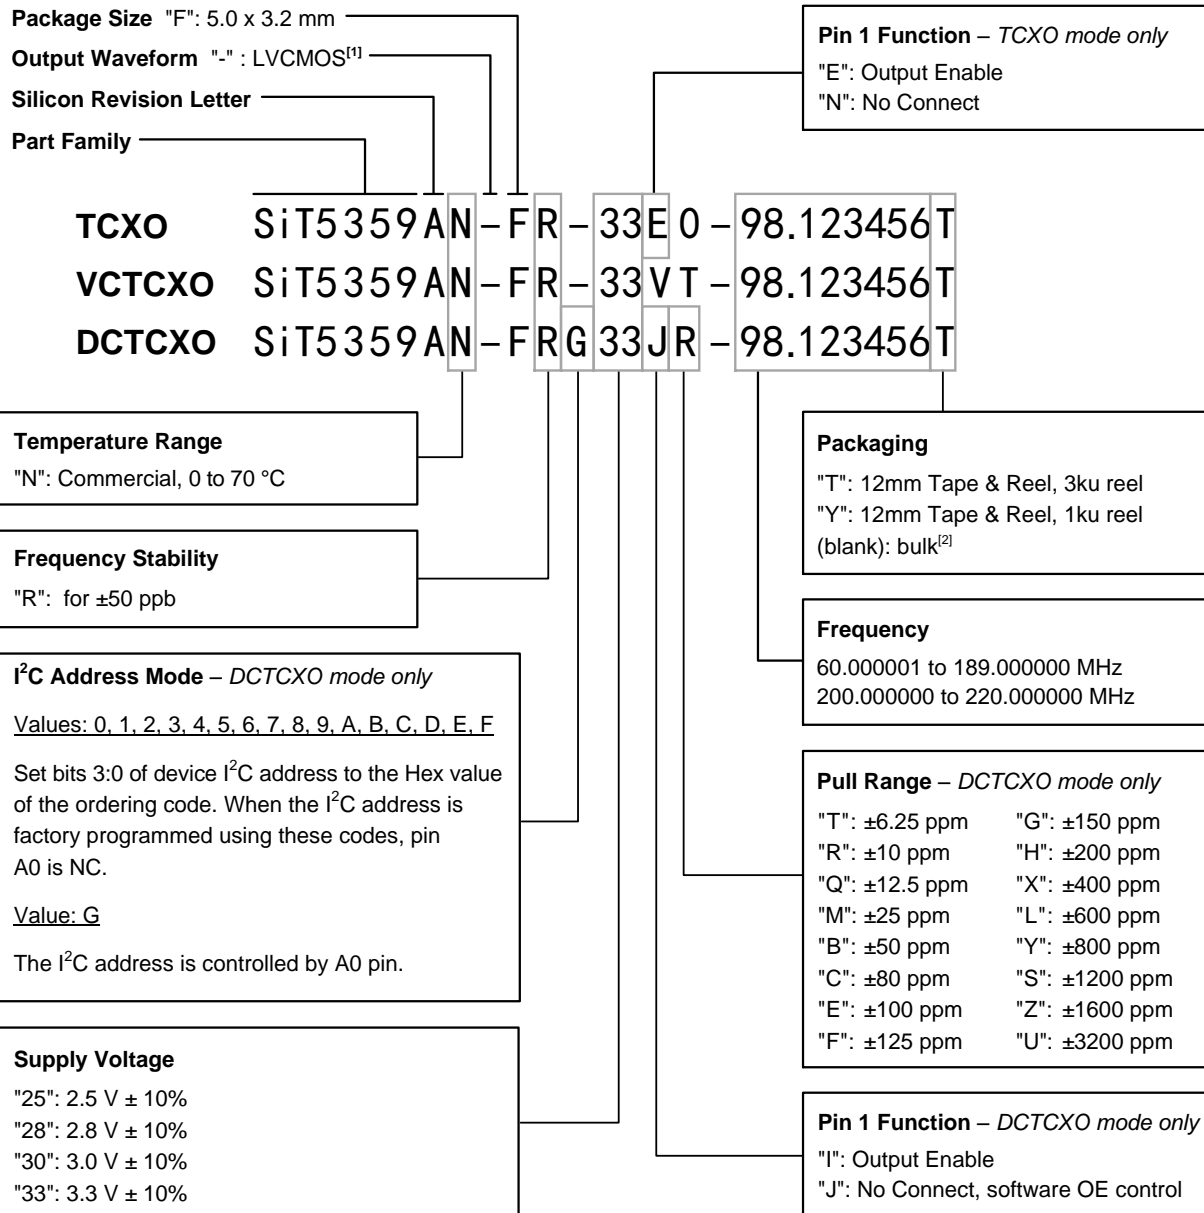 Package Size "F": 5.0 x 3.2 mm
Output Waveform "-" : LVCMOS[1]
Silicon Revision Letter
Part Family
Pin 1 Function – TCXO mode only
"E": Output Enable
"N": No Connect
TCXO SiT5359AN-FR-33E0-98.123456T
VCTCXO SiT5359AN-FR-33VT-98.123456T
DCTCXO SiT5359AN-FRG33JR-98.123456T
Temperature Range
"N": Commercial, 0 to 70 °C
Frequency Stability
"R": for ±50 ppb
I2C Address Mode – DCTCXO mode only
Values: 0, 1, 2, 3, 4, 5, 6, 7, 8, 9, A, B, C, D, E, F
Set bits 3:0 of device I2C address to the Hex value
of the ordering code. When the I2C address is
factory programmed using these codes, pin
A0 is NC.
Value: G
The I2C address is controlled by A0 pin.
Supply Voltage
"25": 2.5 V ± 10%
"28": 2.8 V ± 10%
"30": 3.0 V ± 10%
"33": 3.3 V ± 10%
Packaging
"T": 12mm Tape & Reel, 3ku reel
"Y": 12mm Tape & Reel, 1ku reel
(blank): bulk[2]
Frequency
60.000001 to 189.000000 MHz
200.000000 to 220.000000 MHz
Pull Range – DCTCXO mode only
"T": ±6.25 ppm "G": ±150 ppm
"R": ±10 ppm "H": ±200 ppm
"Q": ±12.5 ppm "X": ±400 ppm
"M": ±25 ppm "L": ±600 ppm
"B": ±50 ppm "Y": ±800 ppm
"C": ±80 ppm "S": ±1200 ppm
"E": ±100 ppm "Z": ±1600 ppm
"F": ±125 ppm "U": ±3200 ppm
Pin 1 Function – DCTCXO mode only
"I": Output Enable
"J": No Connect, software OE control